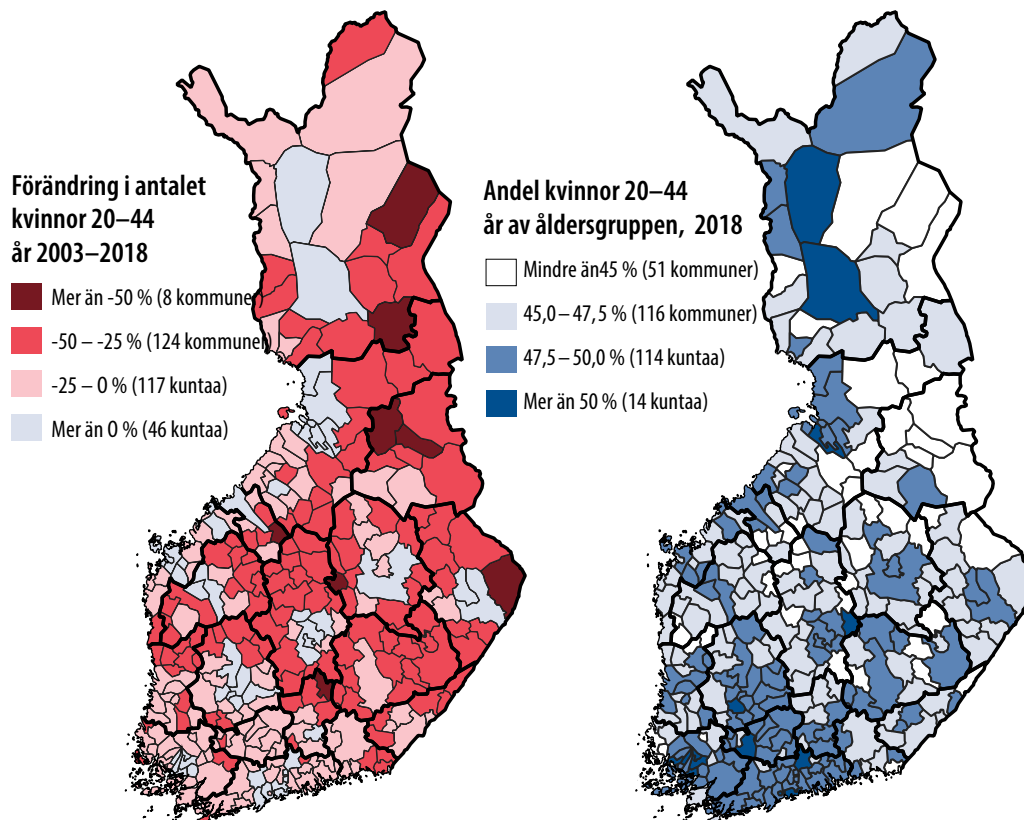 Förändring i antalet
kvinnor 20–44
år 2003–2018
Mer än -50 % (8 kommuner)
-50 – -25 % (124 kommuner)
-25 – 0 % (117 kuntaa)
Mer än 0 % (46 kuntaa)
Andel kvinnor 20–44
år av åldersgruppen, 2018
Mindre än45 % (51 kommuner)
45,0 – 47,5 % (116 kommuner)
47,5 – 50,0 % (114 kuntaa)
Mer än 50 % (14 kuntaa)